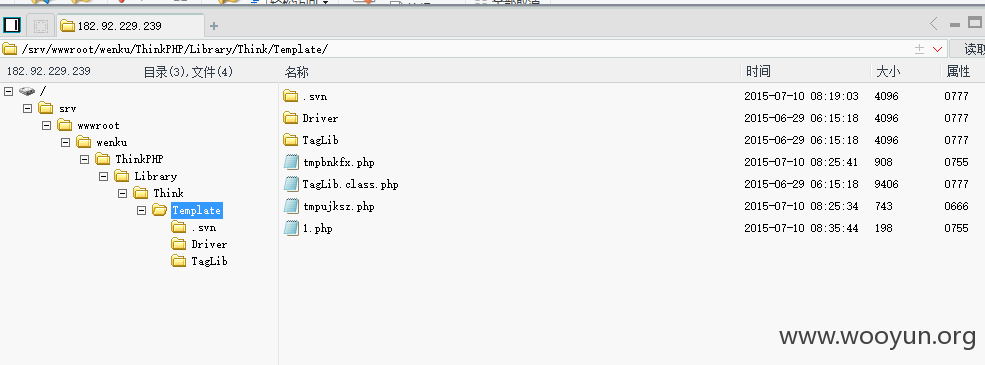 182.92.229.239
/srv/wwwroot/wenku/ThinkPHP/Library/Think/Template/
读取
182.92.229.239 目录(3),文件(4) 名称 时间 大小 属性
/
srv
wwwroot
wenku
ThinkPHP
Library
Think
Template
.svn
Driver
TagLib
.svn 2015-07-10 08:19:03 4096 0777
Driver 2015-06-29 06:15:18 4096 0777
TagLib 2015-06-29 06:15:18 4096 0777
tmpbnkfx.php 2015-07-10 08:25:41 908 0755
TagLib.class.php 2015-06-29 06:15:18 9406 0777
tmpujksz.php 2015-07-10 08:25:34 743 0666
1.php 2015-07-10 08:35:44 198 0755
www.wooyun.org